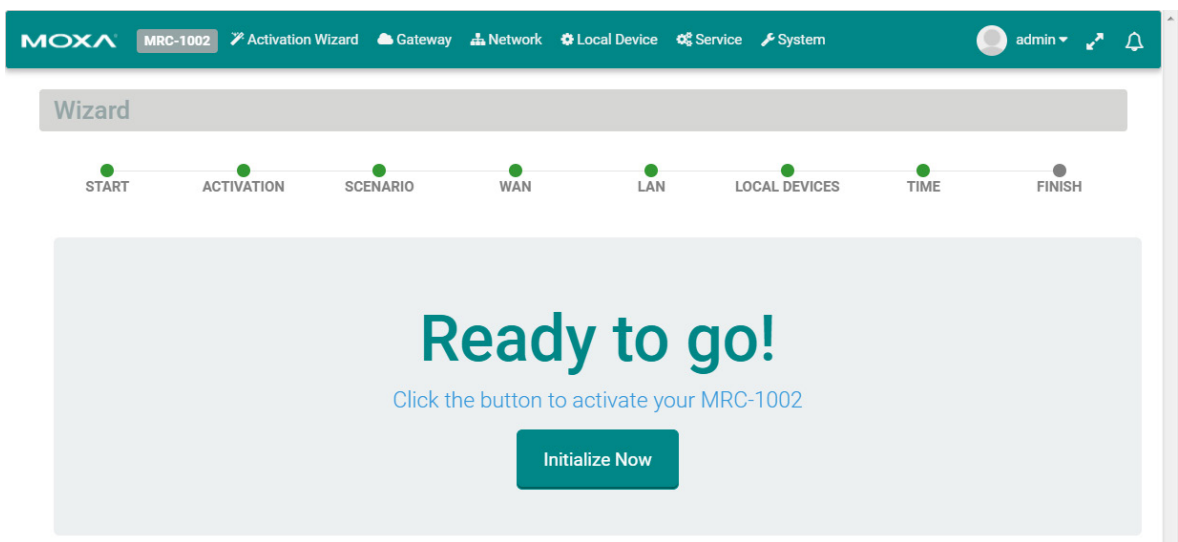 MOXA MRC-1002 Activation Wizard Gateway Network Local Device Service System admin
Wizard
START ACTIVATION SCENARIO WAN LAN LOCAL DEVICES TIME FINISH
Ready to go!
Click the button to activate your MRC-1002
Initialize Now